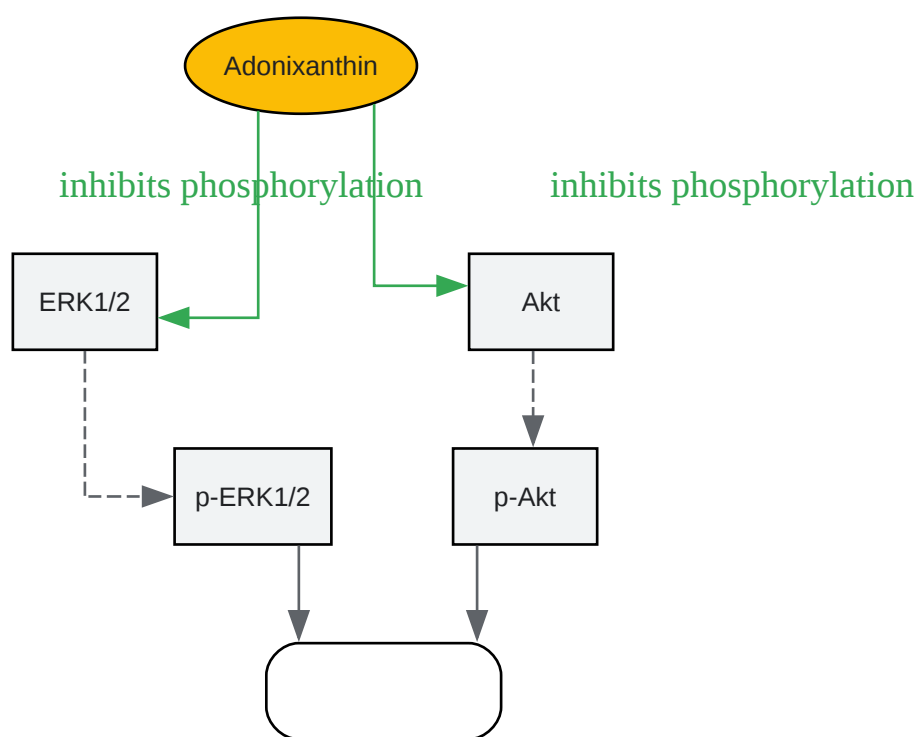 Adonixanthin
inhibits phosphorylation
inhibits phosphorylation
ERK1/2
Akt
p-ERK1/2
p-Akt